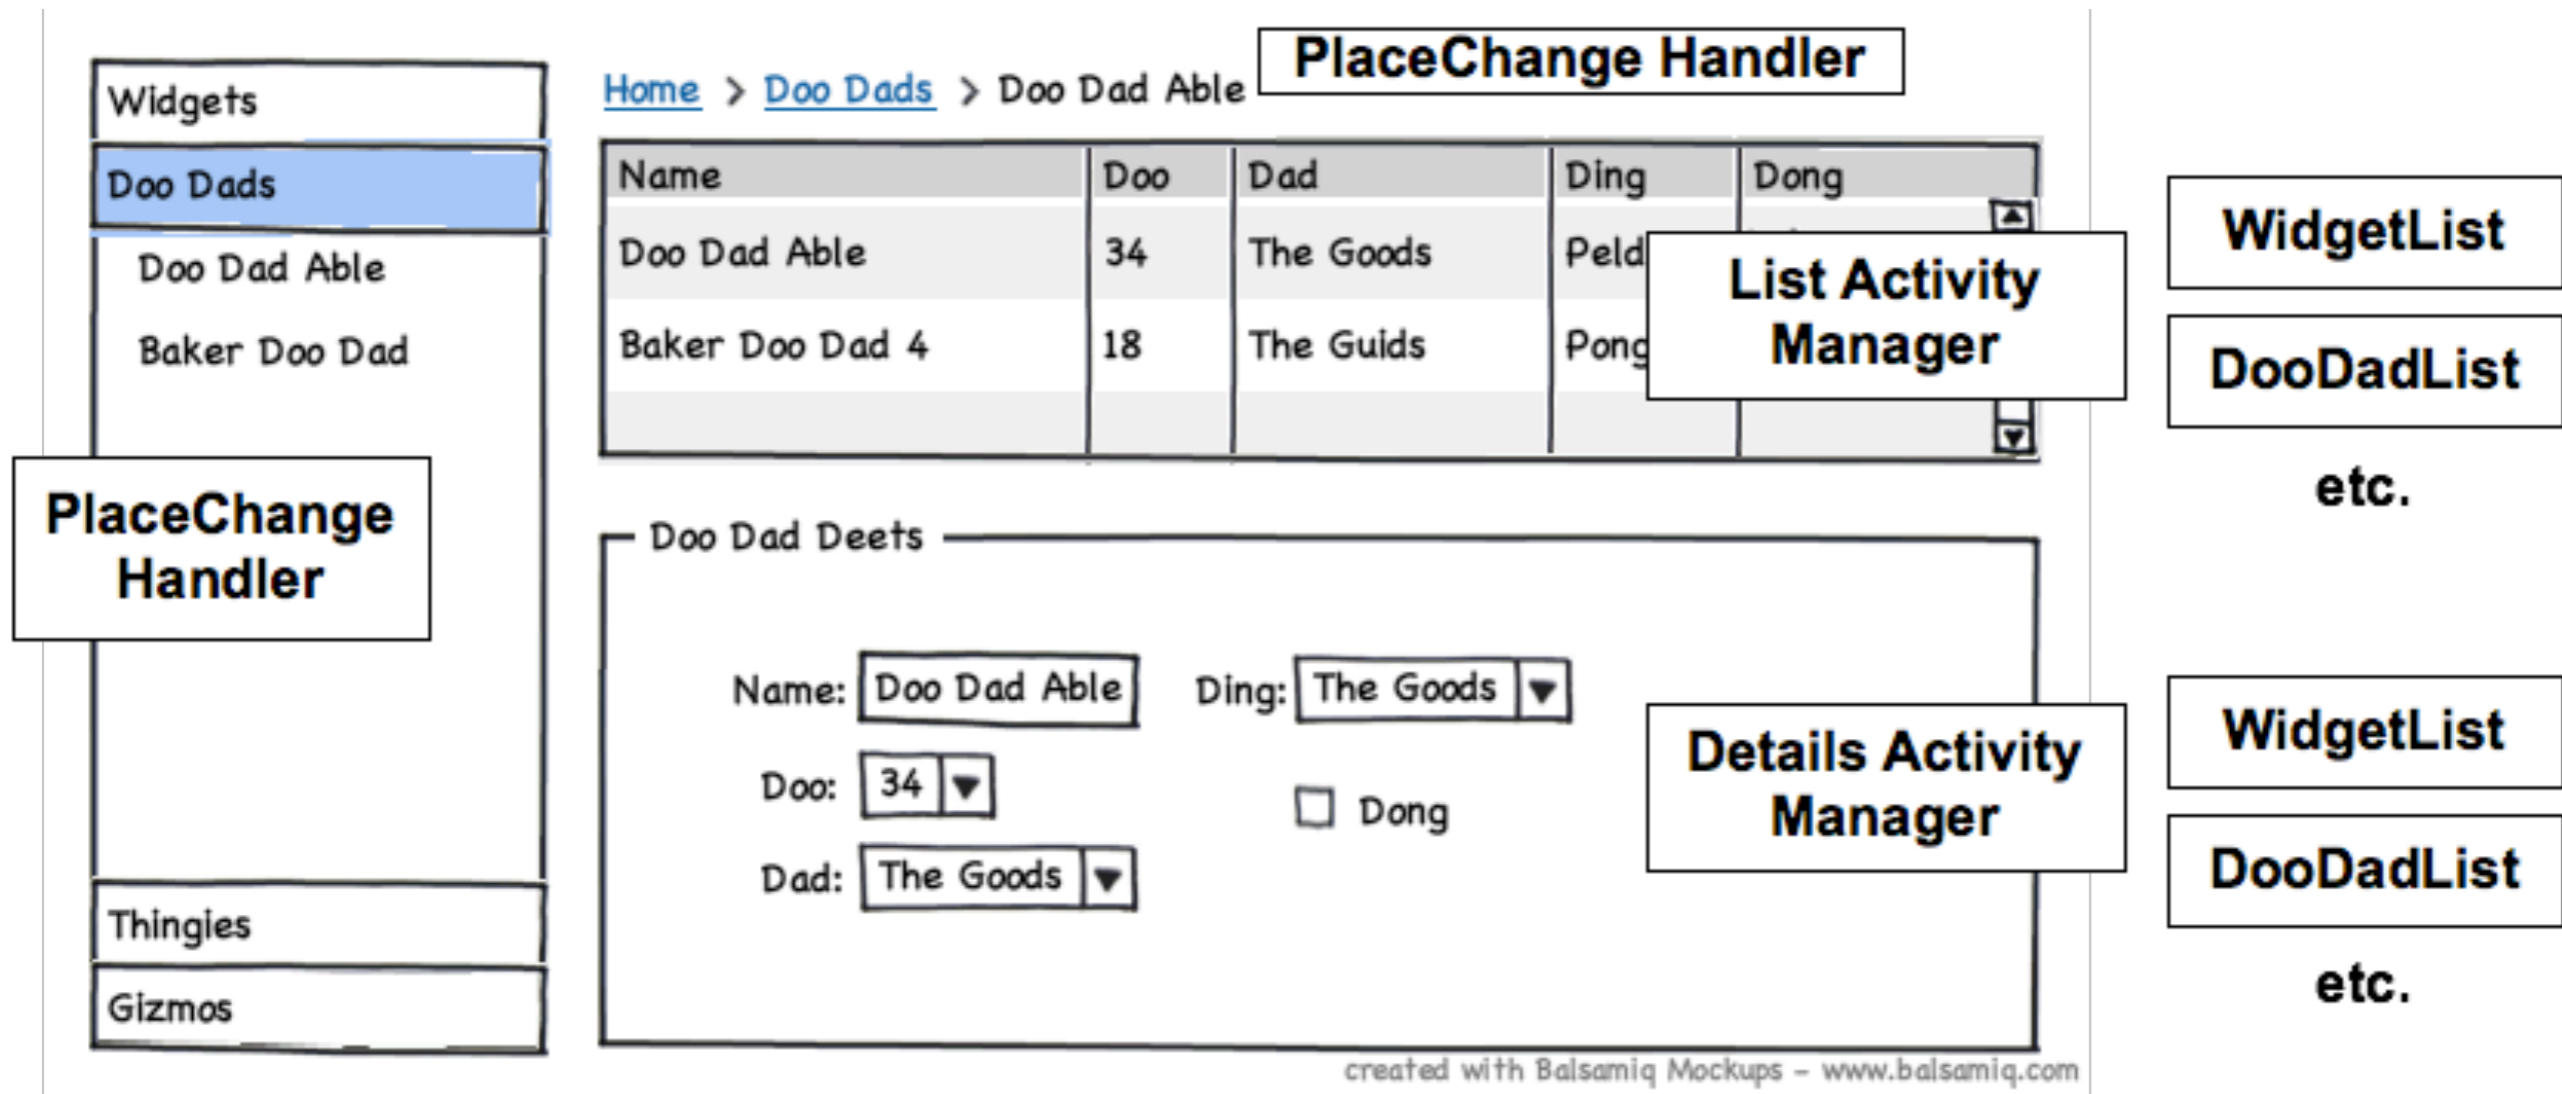 PlaceChange Handler
Home > Doo Dads > Doo Dad Able
Widgets
Doo Dads
Doo Dad Able
Baker Doo Dad
PlaceChange
Handler
Thingies
Gizmos
Name Doo Dad Ding Dong
Doo Dad Able 34 The Goods
Baker Doo Dad 4 18 The Guids
List Activity
Manager
WidgetList
DooDadList
etc.
Doo Dad Deets
Name: Doo Dad Able Ding: The Goods
Doo: 34 Dong
Dad: The Goods
Details Activity
Manager
WidgetList
DooDadList
etc.
created with Balsamiq Mockups – www.balsamiq.com